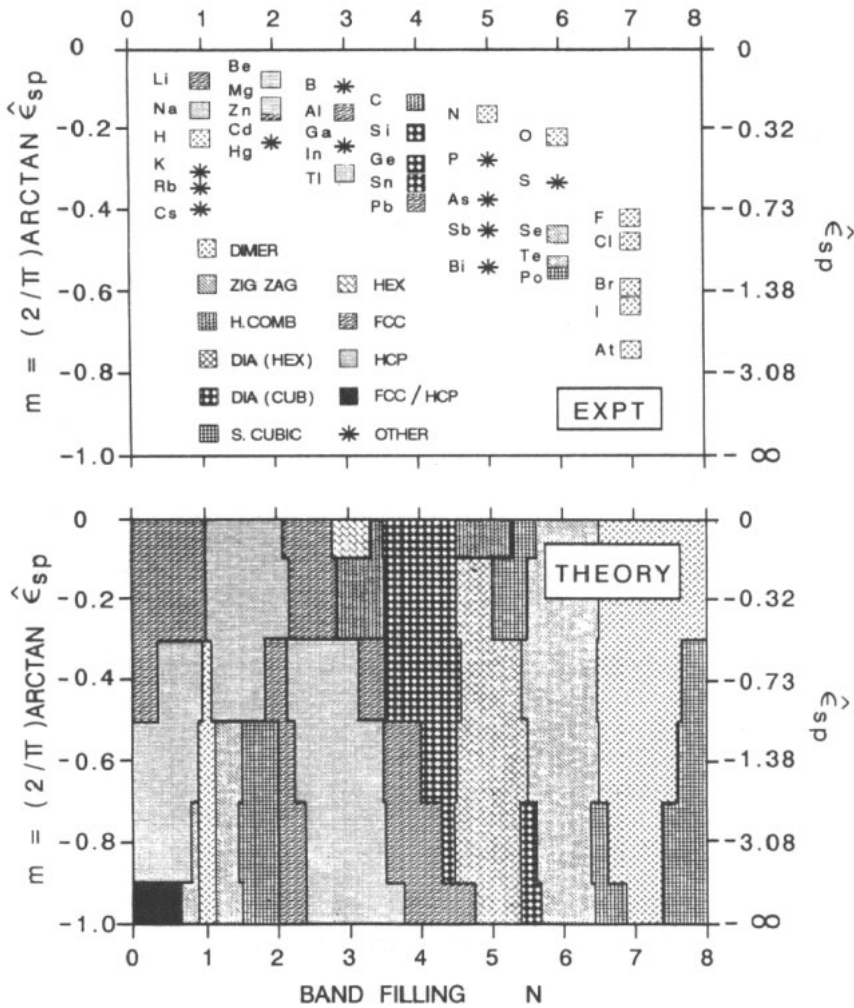 0 1 2 3 4 5 6 7 8
m = (2/π)ARCTAN ε̂sp
0
-0.2
-0.4
-0.6
-0.8
-1.0
Li
Na
H
K
Rb
Cs
Be
Mg
Zn
Cd
Hg
B
Al
Ga
In
Tl
C
Si
Ge
Sn
Pb
N
P
As
Sb
Bi
O
S
Se
Te
Po
F
Cl
Br
I
At
DIMER
ZIG ZAG
H.COMB
DIA (HEX)
DIA (CUB)
S. CUBIC
HEX
FCC
HCP
FCC/HCP
OTHER
EXPT
0
-0.32
-0.73
-1.38
-3.08
-∞
ε̂sp
m = (2/π)ARCTAN ε̂sp
0
-0.2
-0.4
-0.6
-0.8
-1.0
THEORY
0
-0.32
-0.73
-1.38
-3.08
-∞
ε̂sp
0 1 2 3 4 5 6 7 8
BAND FILLING N